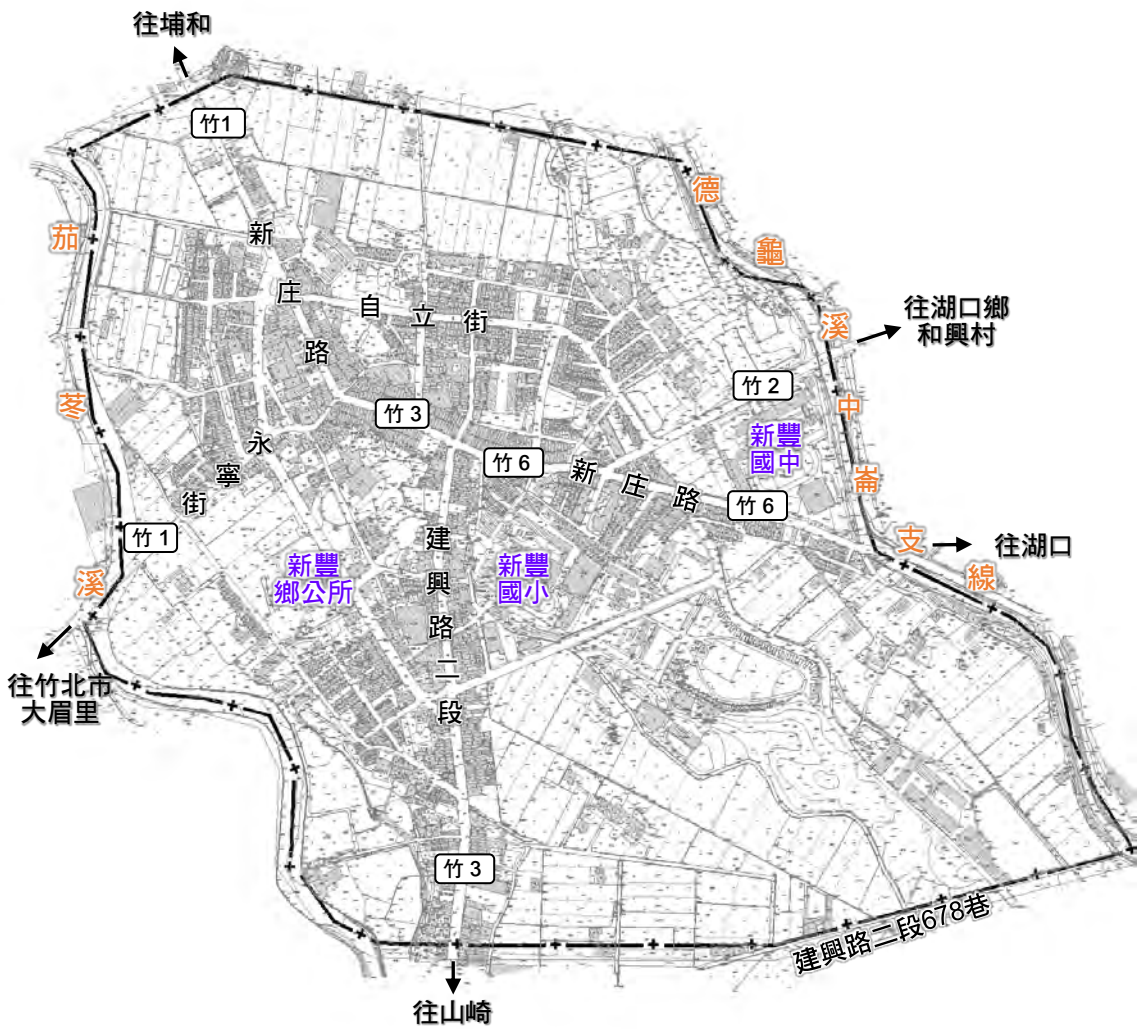 往埔和
竹1
新庄路
自立街
德龜溪中崙支線
往湖口鄉
和興村
茄苳溪
竹 2
竹 3
竹 6
新豐
國中
永寧街
新庄路
竹 6
竹 1
建興路二段
新豐
鄉公所
新豐
國小
往湖口
往竹北市
大眉里
竹 3
建興路二段678巷
往山崎